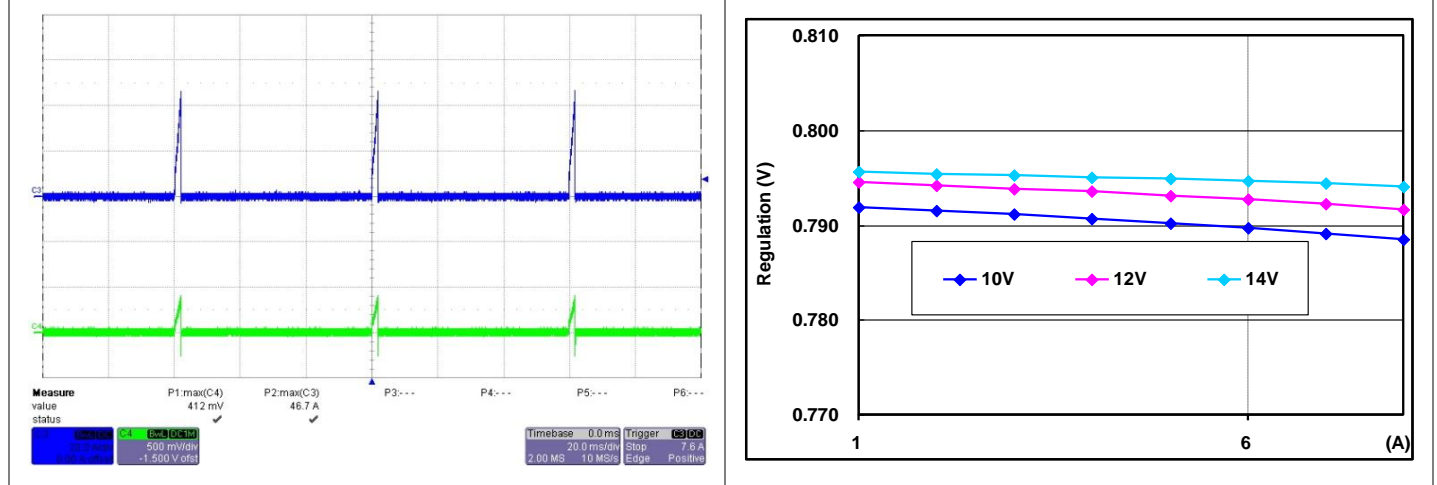 C3
C4
Measure P1:max(C4) P2:max(C3) P3:- - - P4:- - - P5:- - - P6:- - -
value 412 mV 46.7 A
status
C4 BwL DC1M
500 mV/div
-1.500 V ofst
Timebase 0.0 ms
20.0 ms/div
2.00 MS 10 MS/s
Trigger C3 DC
Stop 7.6 A
Edge Positive
0.810
0.800
0.790
0.780
0.770
Regulation (V)
10V 12V 14V
1 6 (A)